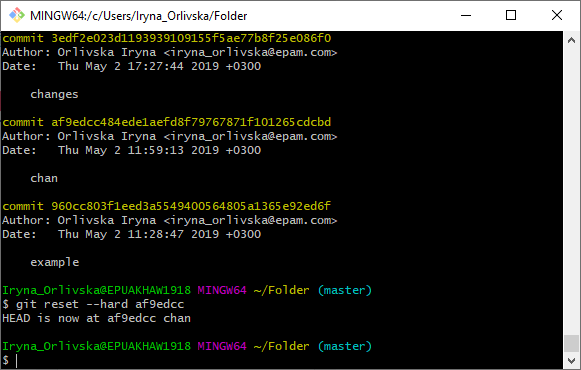 MINGW64:/c/Users/Iryna_Orlivska/Folder
commit 3edf2e023d1193939109155f5ae77b8f25e086f0
Author: Orlivska Iryna <iryna_orlivska@epam.com>
Date:   Thu May 2 17:27:44 2019 +0300
changes
commit af9edcc484ede1aefd8f79767871f101265cdcbd
Author: Orlivska Iryna <iryna_orlivska@epam.com>
Date:   Thu May 2 11:59:13 2019 +0300
chan
commit 960cc803f1eed3a5549400564805a1365e92ed6f
Author: Orlivska Iryna <iryna_orlivska@epam.com>
Date:   Thu May 2 11:28:47 2019 +0300
example
Iryna_Orlivska@EPUAKHAW1918 MINGW64 ~/Folder (master)
$ git reset --hard af9edcc
HEAD is now at af9edcc chan
Iryna_Orlivska@EPUAKHAW1918 MINGW64 ~/Folder (master)
$